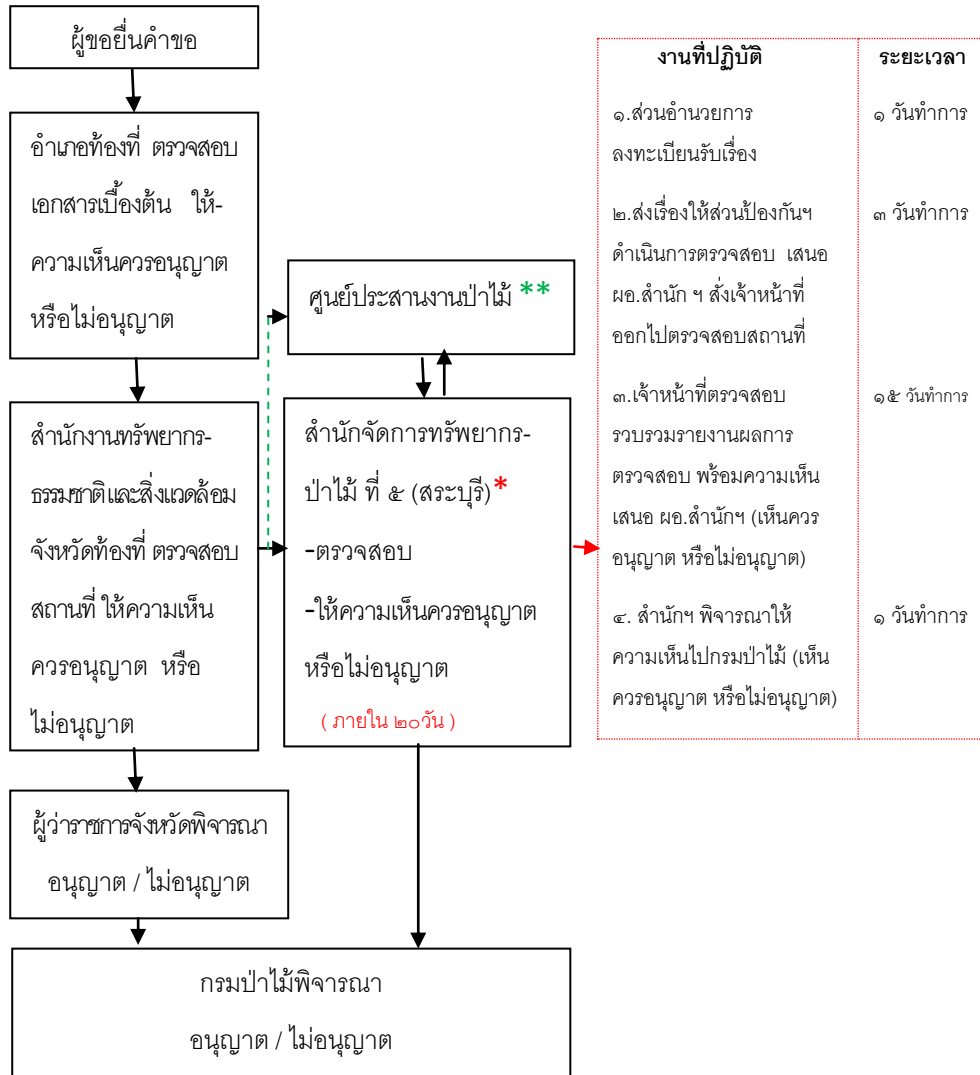 ผู้ขอยื่นคำขอ
อำเภอท้องที่ ตรวจสอบ
เอกสารเบื้องต้น ให้-
ความเห็นควรอนุญาต
หรือไม่อนุญาต
สำนักงานทรัพยากร-
ธรรมชาติและสิ่งแวดล้อม
จังหวัดท้องที่ ตรวจสอบ
สถานที่ ให้ความเห็น
ควรอนุญาต หรือ
ไม่อนุญาต
ผู้ว่าราชการจังหวัดพิจารณา
อนุญาต / ไม่อนุญาต
ศูนย์ประสานงานป่าไม้ **
สำนักจัดการทรัพยากร-
ป่าไม้ ที่ ๕ (สระบุรี)*
-ตรวจสอบ
-ให้ความเห็นควรอนุญาต
หรือไม่อนุญาต
( ภายใน ๒๐วัน )
กรมป่าไม้พิจารณา
อนุญาต / ไม่อนุญาต
งานที่ปฏิบัติ ระยะเวลา
๑.ส่วนอำนวยการ ๑ วันทำการ
ลงทะเบียนรับเรื่อง
๒.ส่งเรื่องให้ส่วนป้องกันฯ ๓ วันทำการ
ดำเนินการตรวจสอบ เสนอ
ผอ.สำนัก ฯ สั่งเจ้าหน้าที่
ออกไปตรวจสอบสถานที่
๓.เจ้าหน้าที่ตรวจสอบ ๑๕ วันทำการ
รวบรวมรายงานผลการ
ตรวจสอบ พร้อมความเห็น
เสนอ ผอ.สำนักฯ (เห็นควร
อนุญาต หรือไม่อนุญาต)
๔. สำนักฯ พิจารณาให้ ๑ วันทำการ
ความเห็นไปกรมป่าไม้ (เห็น
ควรอนุญาต หรือไม่อนุญาต)